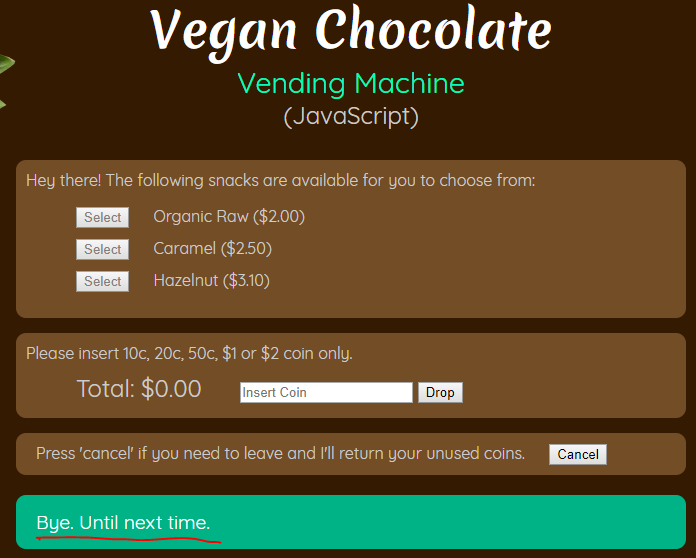 Vegan Chocolate
Vending Machine
(JavaScript)
Hey there! The following snacks are available for you to choose from:
Select Organic Raw ($2.00)
Select Caramel ($2.50)
Select Hazelnut ($3.10)
Please insert 10c, 20c, 50c, $1 or $2 coin only.
Total: $0.00 Insert Coin Drop
Press 'cancel' if you need to leave and I'll return your unused coins. Cancel
Bye. Until next time.